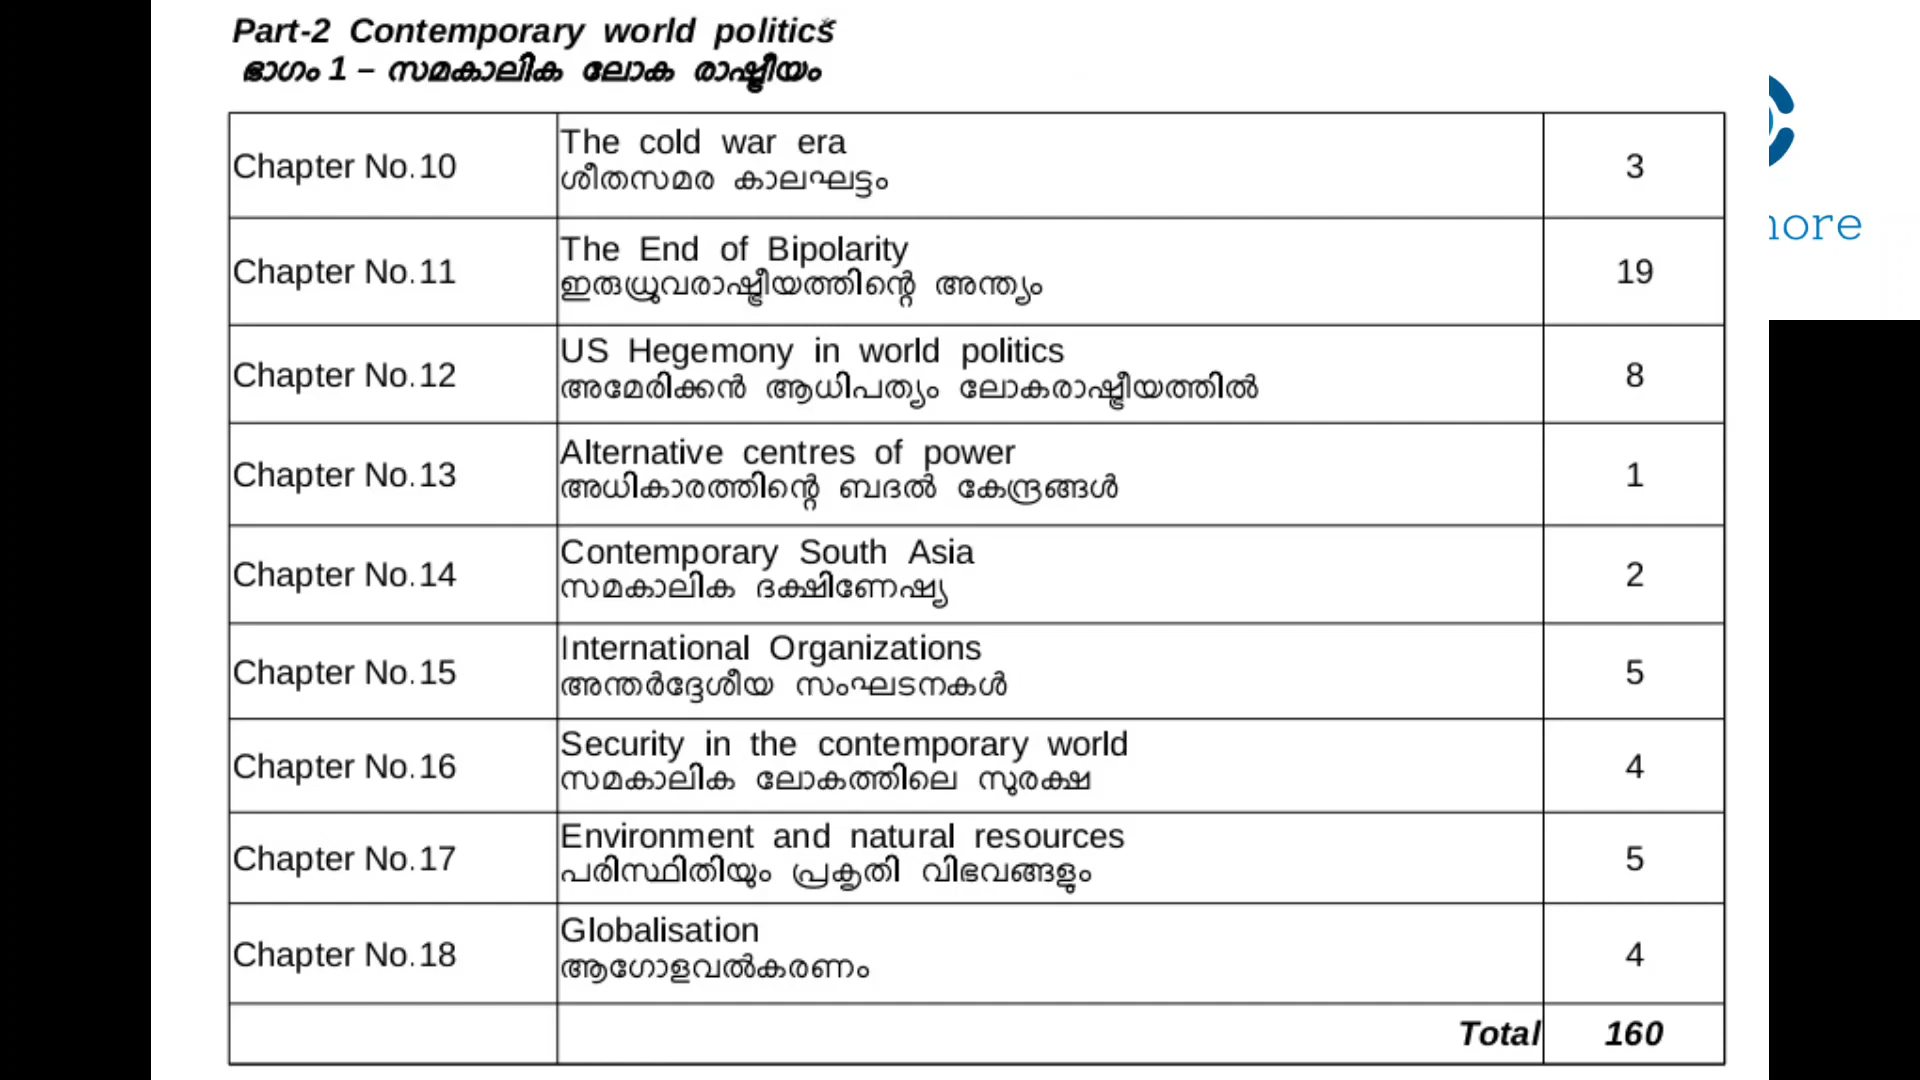 Part-2 Contemporary world politics
ഭാഗം 1 – സമകാലിക ലോക രാഷ്ട്രീയം
Chapter No.10
The cold war era
ശീതസമര കാലഘട്ടം
3
Chapter No.11
The End of Bipolarity
ഇരുധ്രുവരാഷ്ട്രീയത്തിന്റെ അന്ത്യം
19
Chapter No.12
US Hegemony in world politics
അമേരിക്കൻ ആധിപത്യം ലോകരാഷ്ട്രീയത്തിൽ
8
Chapter No.13
Alternative centres of power
അധികാരത്തിന്റെ ബദൽ കേന്ദ്രങ്ങൾ
1
Chapter No.14
Contemporary South Asia
സമകാലിക ദക്ഷിണേഷ്യ
2
Chapter No.15
International Organizations
അന്തർദ്ദേശീയ സംഘടനകൾ
5
Chapter No.16
Security in the contemporary world
സമകാലിക ലോകത്തിലെ സുരക്ഷ
4
Chapter No.17
Environment and natural resources
പരിസ്ഥിതിയും പ്രകൃതി വിഭവങ്ങളും
5
Chapter No.18
Globalisation
ആഗോളവൽകരണം
4
Total 160